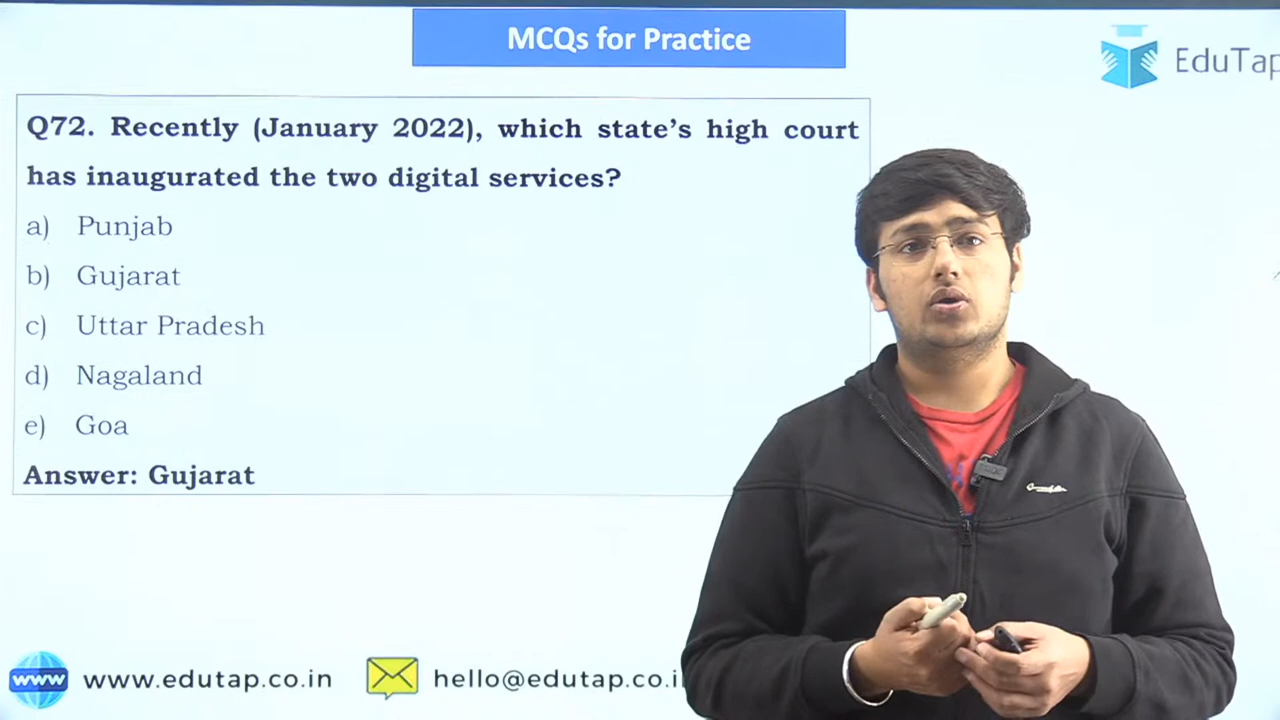 MCQs for Practice
EduTap
Q72. Recently (January 2022), which state's high court
has inaugurated the two digital services?
a) Punjab
b) Gujarat
c) Uttar Pradesh
d) Nagaland
e) Goa
Answer: Gujarat
www
www.edutap.co.in
hello@edutap.co.i